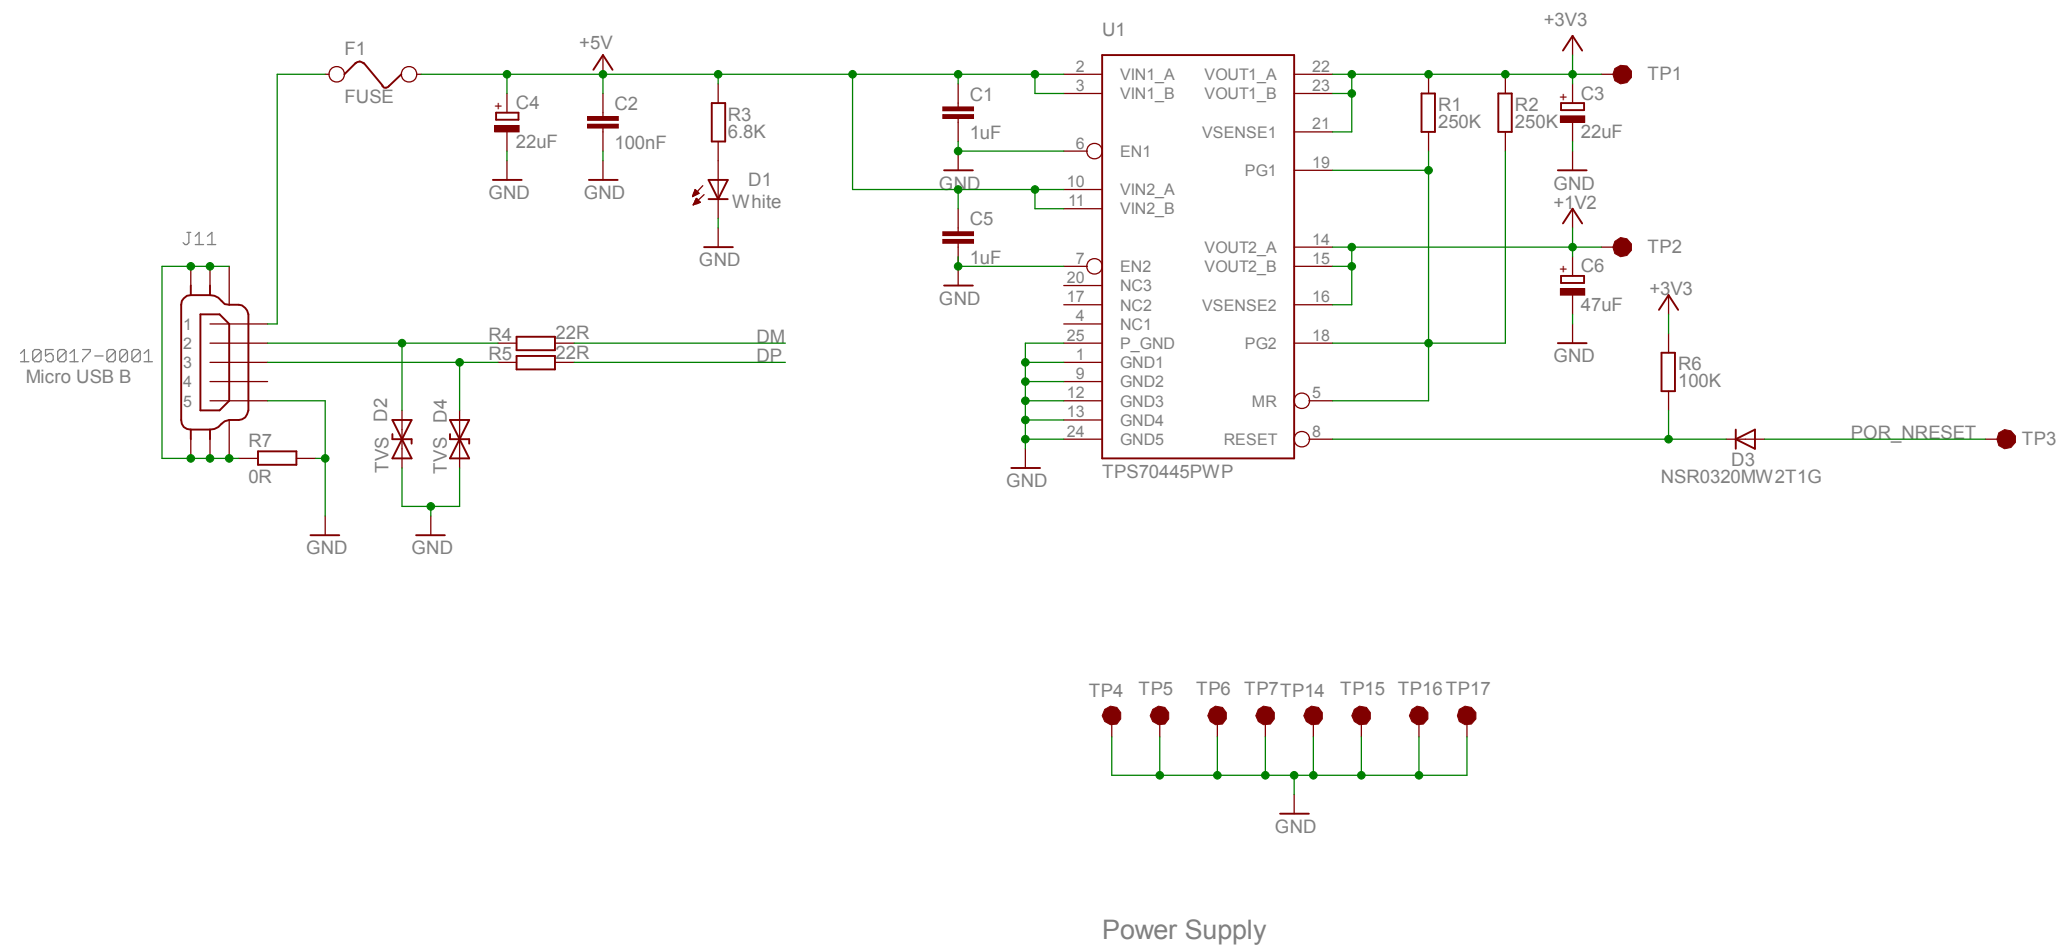 +3V3
U1
+5V
F1
FUSE
2 VIN1_A VOUT1_A 22
3 VIN1_B VOUT1_B 23
VSENSE1 21
6 EN1
PG1 19
10 VIN2_A
11 VIN2_B
VOUT2_A 14
VOUT2_B 15
7 EN2
20 NC3
17 NC2 VSENSE2 16
4 NC1
25 P_GND PG2 18
1 GND1
9 GND2
12 GND3 MR 5
13 GND4
24 GND5 RESET 8
TPS70445PWP
GND
TP1
C4
22uF
GND
C2
100nF
GND
R3
6.8K
D1
White
GND
C1
1uF
GND
C5
1uF
GND
R1
250K
R2
250K
C3
22uF
GND
+1V2
TP2
C6
47uF
GND
+3V3
R6
100K
D3
NSR0320MW2T1G
POR_NRESET
TP3
J11
1
2
3
4
5
105017-0001
Micro USB B
R4 22R DM
R5 22R DP
D2
TVS
D4
TVS
R7
0R
GND
GND
TP4 TP5 TP6 TP7 TP14 TP15 TP16 TP17
GND
Power Supply